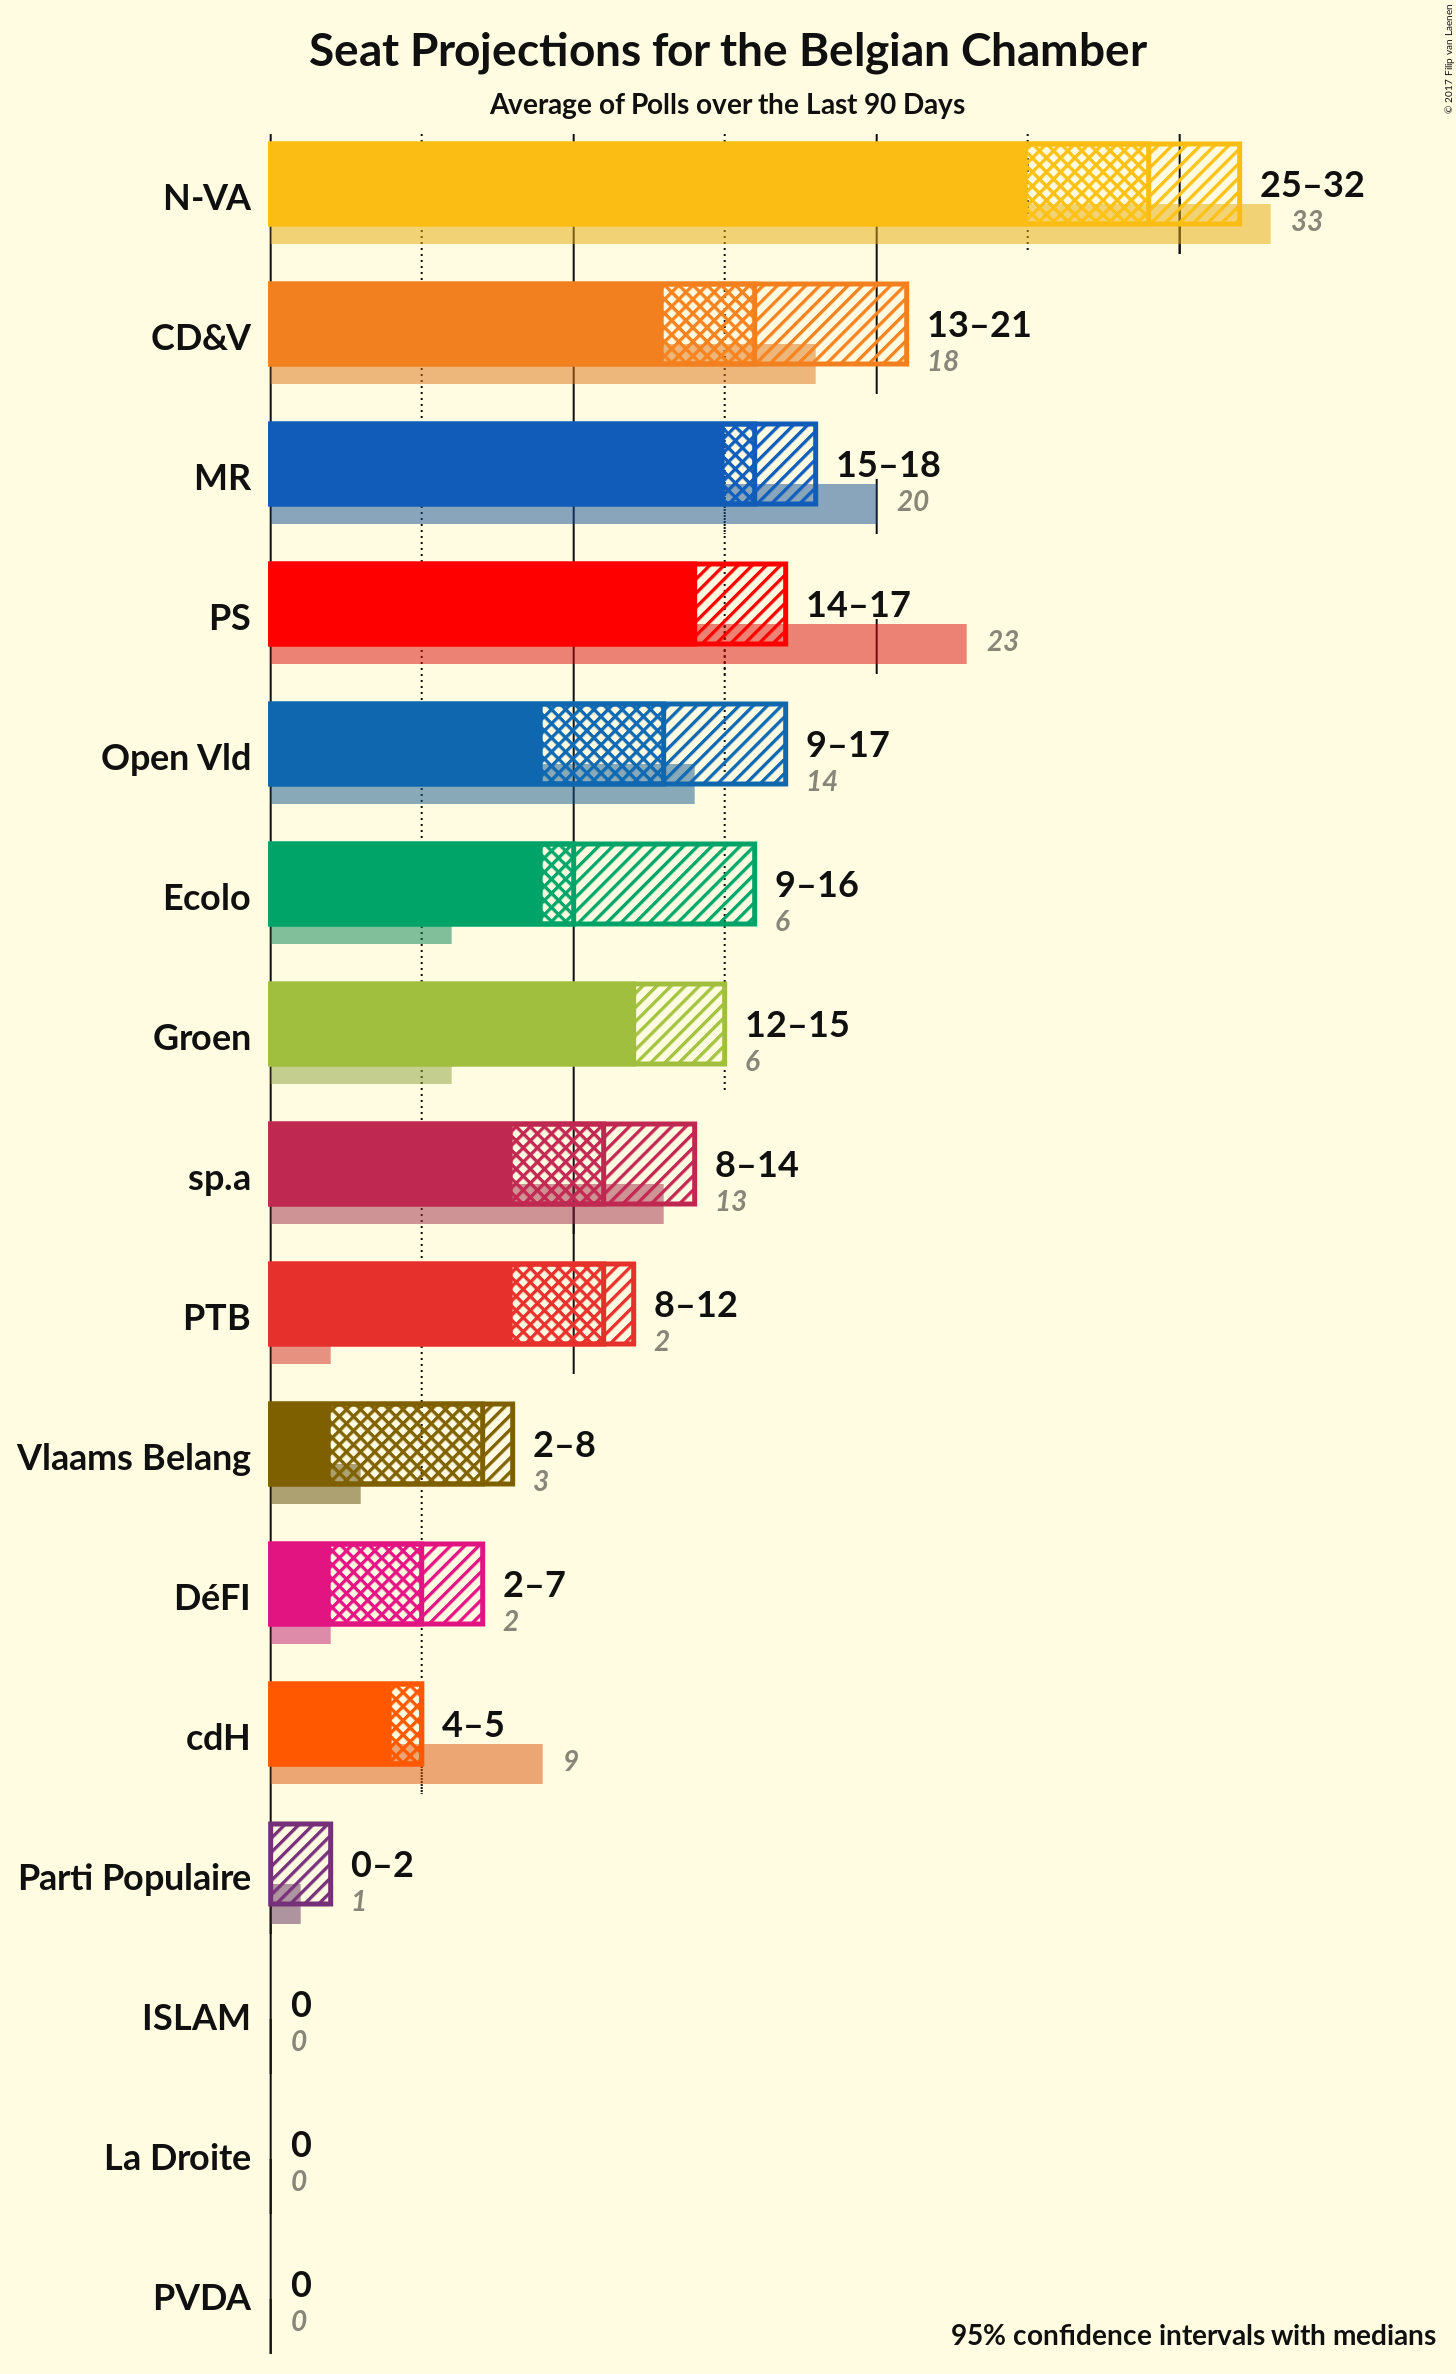 Seat Projections for the Belgian Chamber
Average of Polls over the Last 90 Days
© 2017 Filip van Laenen
N-VA
25–32
33
CD&V
13–21
18
MR
15–18
20
PS
14–17
23
Open Vld
9–17
14
Ecolo
9–16
6
Groen
12–15
6
sp.a
8–14
13
PTB
8–12
2
Vlaams Belang
2–8
3
DéFI
2–7
2
cdH
4–5
9
Parti Populaire
0–2
1
ISLAM
0
0
La Droite
0
0
PVDA
0
0
95% confidence intervals with medians